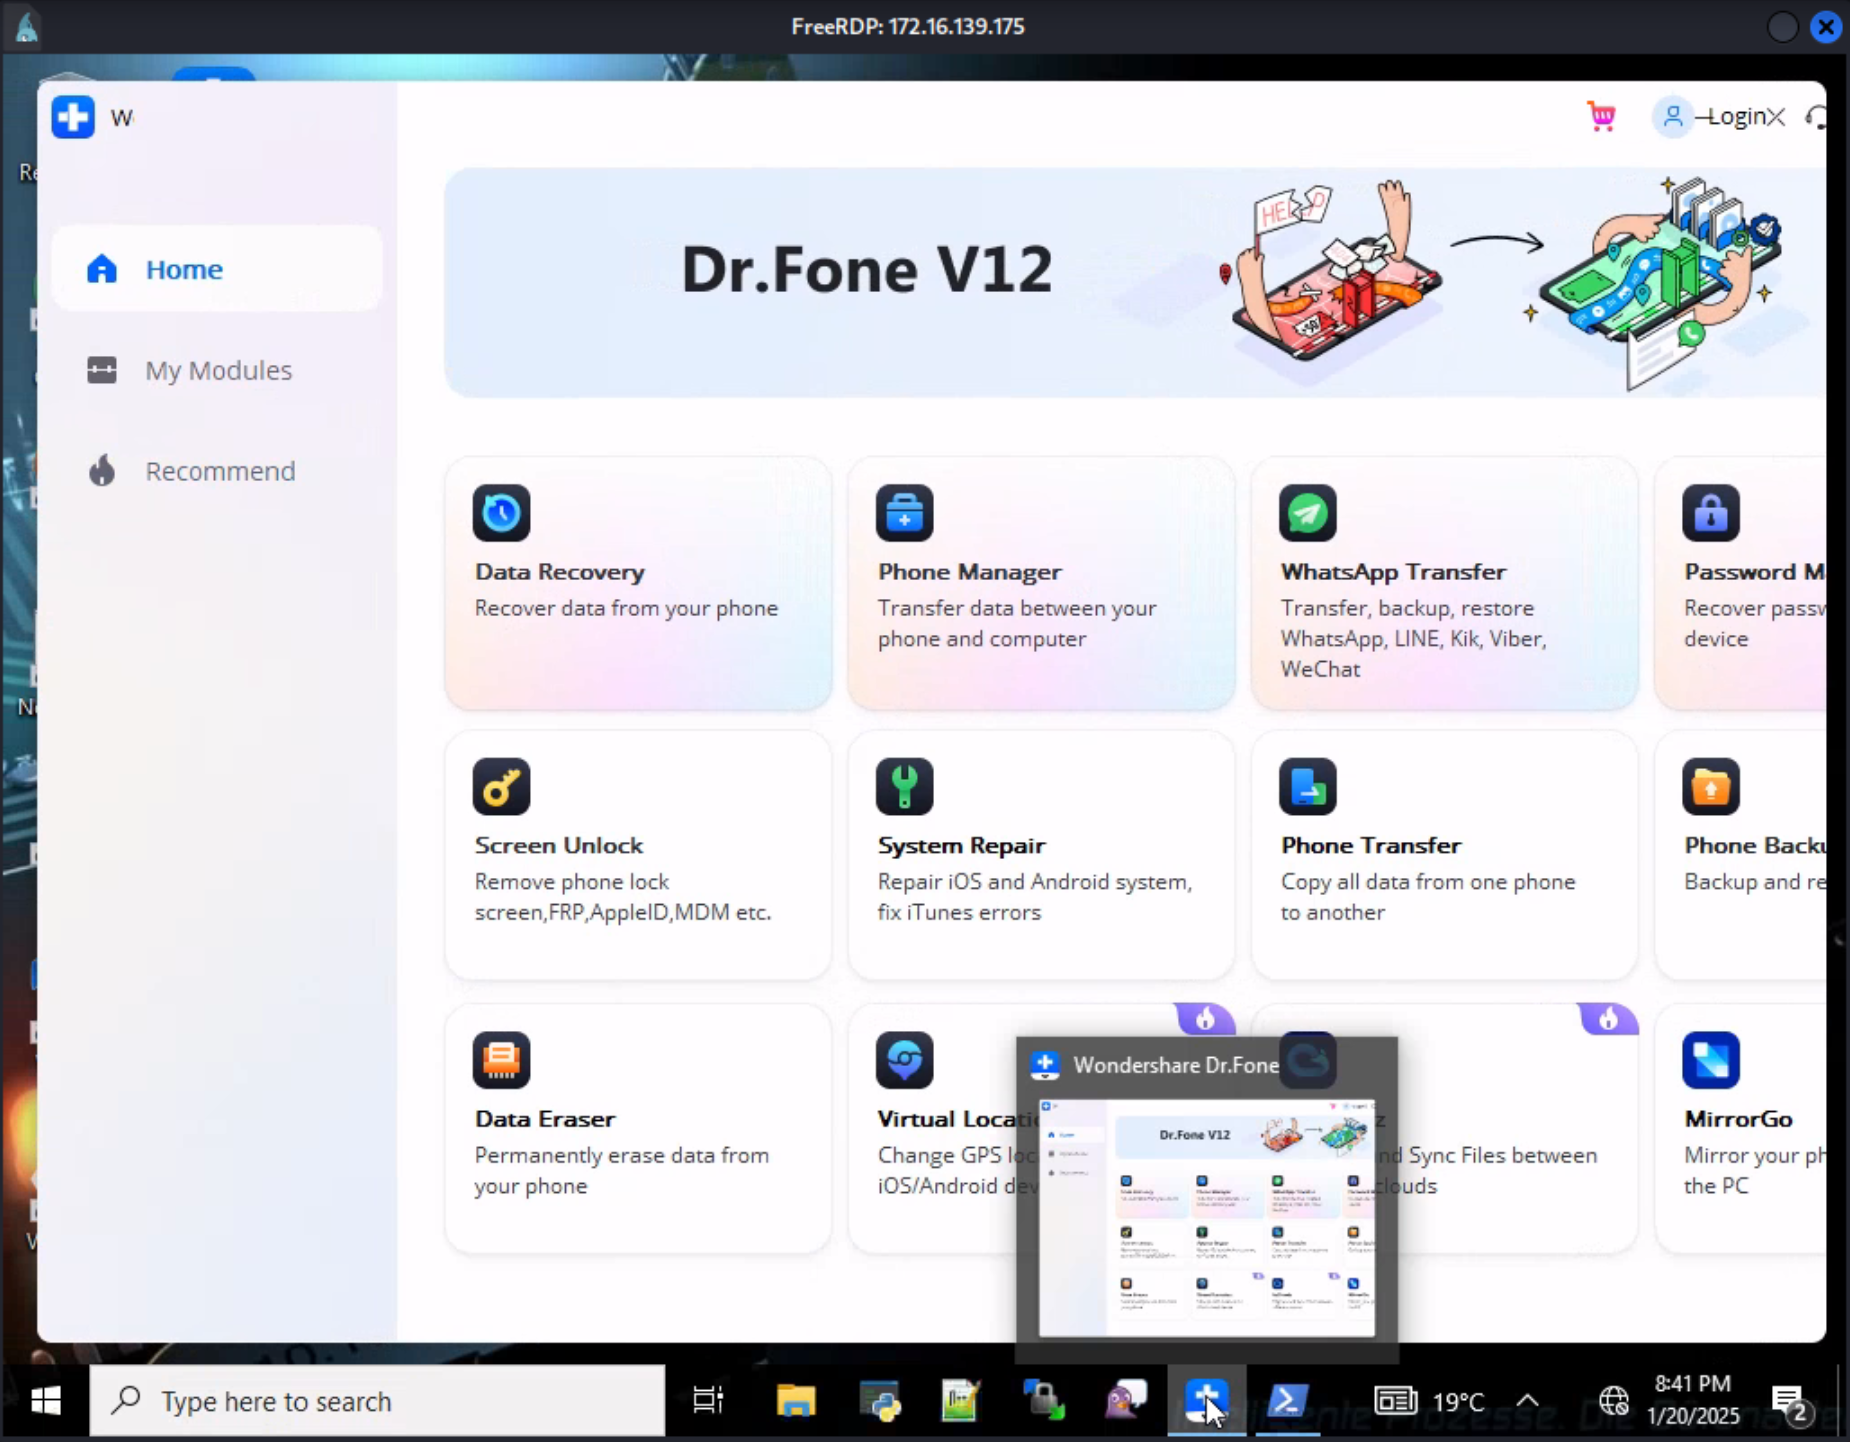 FreeRDP: 172.16.139.175
W
Login
Home
My Modules
Recommend
Dr.Fone V12
HELP
Data Recovery
Recover data from your phone
Phone Manager
Transfer data between your
phone and computer
WhatsApp Transfer
Transfer, backup, restore
WhatsApp, LINE, Kik, Viber,
WeChat
Password M
Recover passw
device
Screen Unlock
Remove phone lock
screen,FRP,AppleID,MDM etc.
System Repair
Repair iOS and Android system,
fix iTunes errors
Phone Transfer
Copy all data from one phone
to another
Phone Backu
Backup and re
Data Eraser
Permanently erase data from
your phone
Virtual Locati
Change GPS loc
iOS/Android dev
z
nd Sync Files between
clouds
MirrorGo
Mirror your ph
the PC
Wondershare Dr.Fone
Dr.Fone V12
Type here to search
19°C
8:41 PM
1/20/2025
2